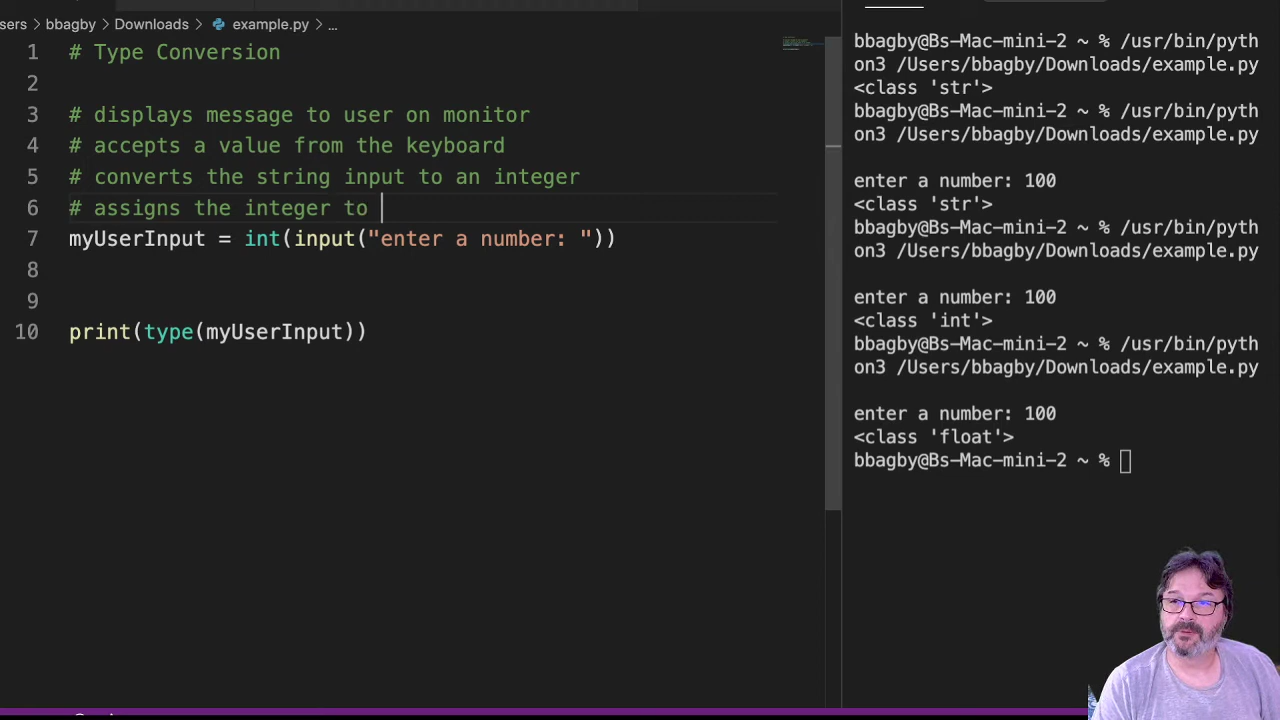 sers > bbagby > Downloads > example.py > ...
1 # Type Conversion
2
3 # displays message to user on monitor
4 # accepts a value from the keyboard
5 # converts the string input to an integer
6 # assigns the integer to
7 myUserInput = int(input("enter a number: "))
8
9
10 print(type(myUserInput))
bbagby@Bs-Mac-mini-2 ~ % /usr/bin/pyth
on3 /Users/bbagby/Downloads/example.py
<class 'str'>
bbagby@Bs-Mac-mini-2 ~ % /usr/bin/pyth
on3 /Users/bbagby/Downloads/example.py
enter a number: 100
<class 'str'>
bbagby@Bs-Mac-mini-2 ~ % /usr/bin/pyth
on3 /Users/bbagby/Downloads/example.py
enter a number: 100
<class 'int'>
bbagby@Bs-Mac-mini-2 ~ % /usr/bin/pyth
on3 /Users/bbagby/Downloads/example.py
enter a number: 100
<class 'float'>
bbagby@Bs-Mac-mini-2 ~ %